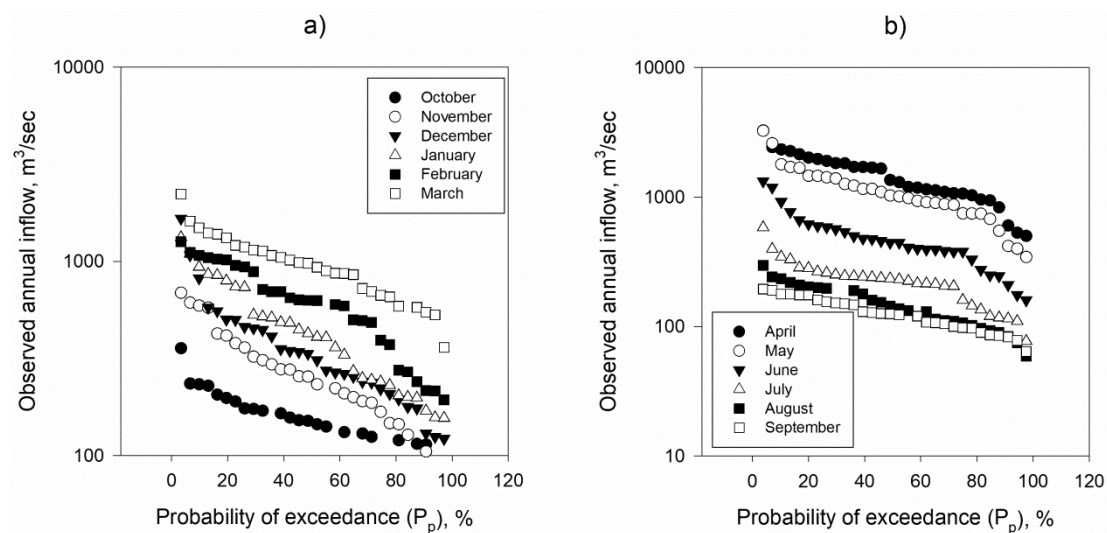 a)
10000
1000
100
0
20
40
60
80
100
120
Observed annual inflow, m³/sec
Probability of exceedance (Pp), %
October
November
December
January
February
March
b)
10000
1000
100
10
0
20
40
60
80
100
120
Observed annual inflow, m³/sec
Probability of exceedance (Pp), %
April
May
June
July
August
September